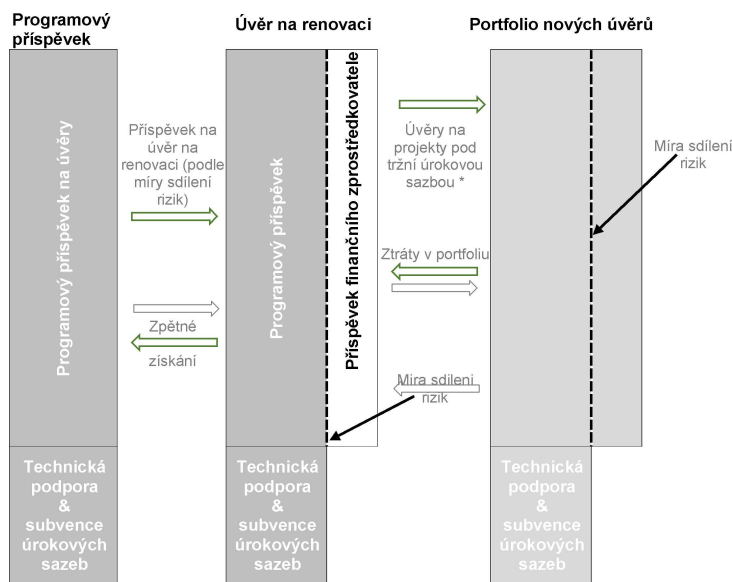 Programový
příspěvek
Úvěr na renovaci
Portfolio nových úvěrů
Programový příspěvek na úvěry
Příspěvek na
úvěr na
renovaci (podle
míry sdílení
rizik)
Zpětné
získání
Programový příspěvek
Příspěvek finančního zprostředkovatele
Úvěry na
projekty pod
tržní úrokovou
sazbou *
Ztráty v portfoliu
Mira sdileni
rizik
Míra sdílení
rizik
Technická
podpora
&
subvence
úrokových
sazeb
Technická
podpora
&
subvence
úrokových
sazeb
Technická
podpora
&
subvence
úrokových
sazeb